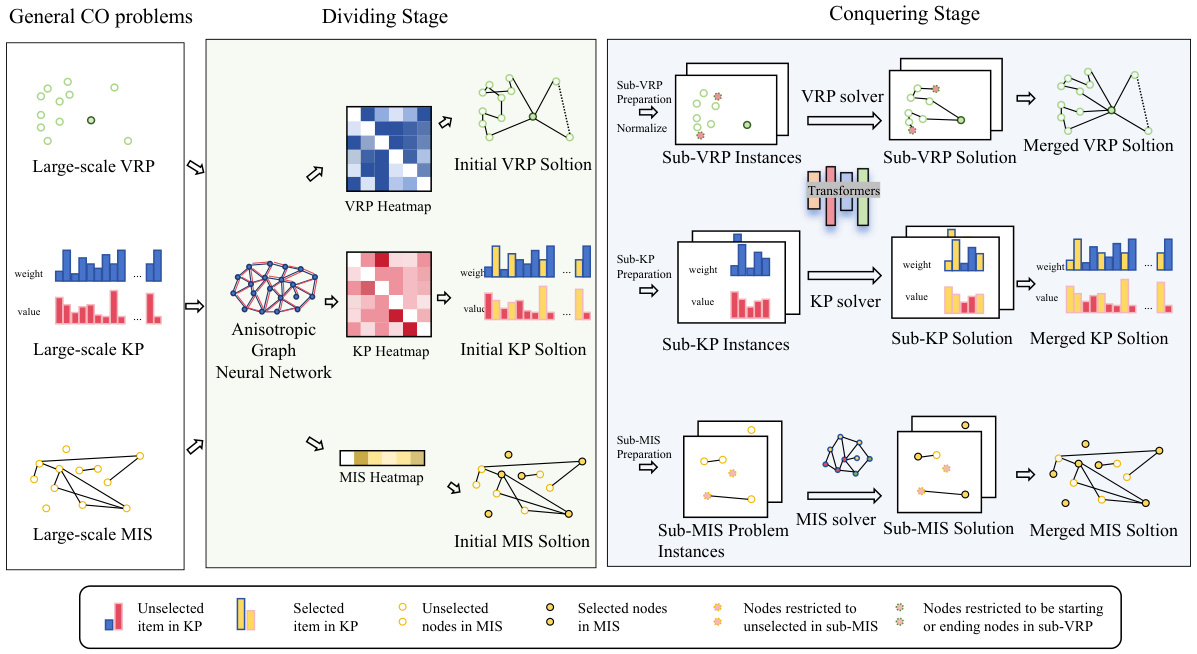 General CO problems
Dividing Stage
Conquering Stage
Large-scale VRP
weight
...
value
...
Large-scale KP
Large-scale MIS
Anisotropic
Graph
Neural Network
VRP Heatmap
KP Heatmap
MIS Heatmap
Initial VRP Soltion
weight
...
value
...
Initial KP Soltion
Initial MIS Soltion
Sub-VRP
Preparation
Normalize
Sub-VRP Instances
VRP solver
Sub-VRP Solution
Merged VRP Soltion
Transformers
Sub-KP
Preparation
weight
value
Sub-KP Instances
KP solver
weight
value
Sub-KP Solution
weight
...
value
...
Merged KP Soltion
Sub-MIS
Preparation
Sub-MIS Problem
Instances
MIS solver
Sub-MIS Solution
Merged MIS Soltion
Unselected
item in KP
Selected
item in KP
Unselected
nodes in MIS
Selected nodes
in MIS
Nodes restricted to
unselected in sub-MIS
Nodes restricted to be starting
or ending nodes in sub-VRP